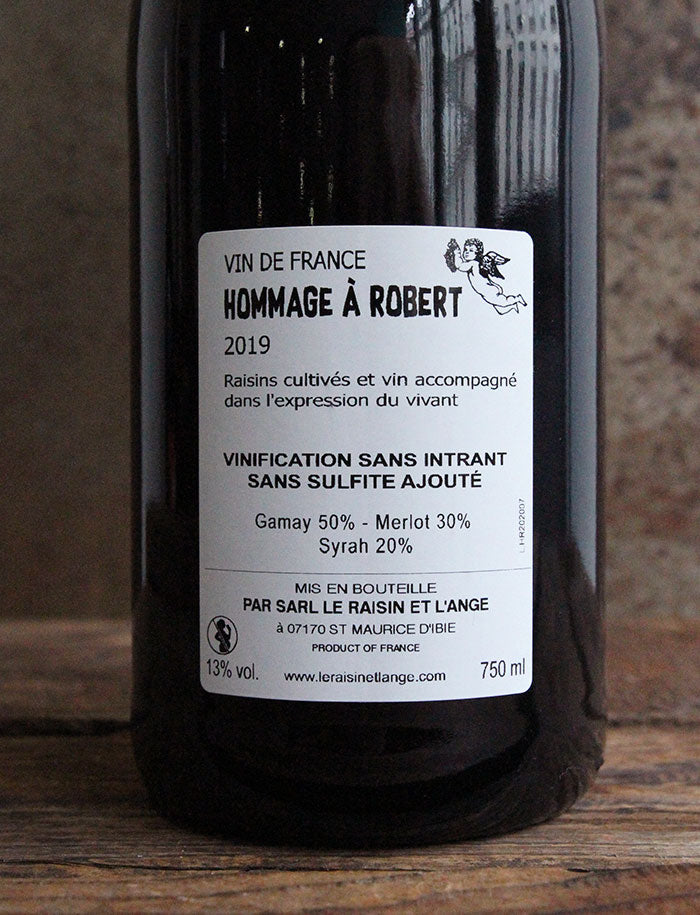 VIN DE FRANCE
HOMMAGE À ROBERT
2019
Raisins cultivés et vin accompagné
dans l'expression du vivant
VINIFICATION SANS INTRANT
SANS SULFITE AJOUTÉ
Gamay 50% - Merlot 30%
Syrah 20%
L.HR202007
MIS EN BOUTEILLE
PAR SARL LE RAISIN ET L'ANGE
à 07170 ST MAURICE D'IBIE
PRODUCT OF FRANCE
13% vol.
www.leraisinetlange.com
750 ml